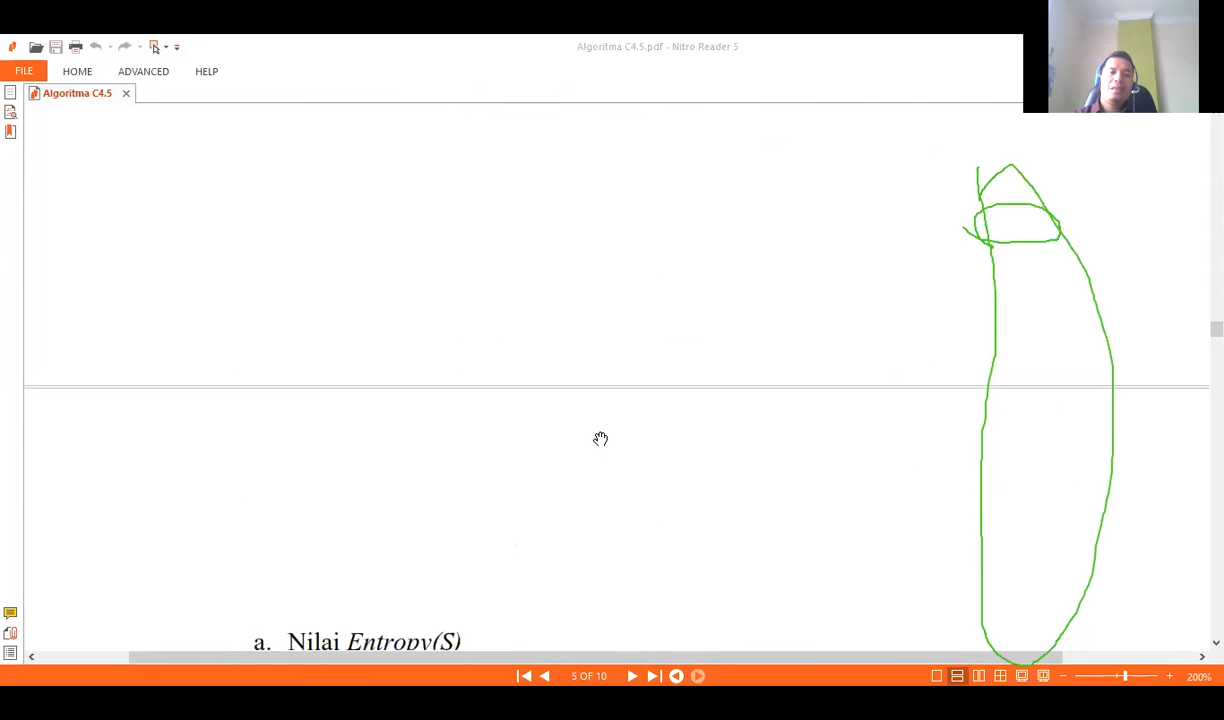 Algoritma C4.5.pdf - Nitro Reader 5
FILE HOME ADVANCED HELP
Algoritma C4.5
a. Nilai Entropy(S)
5 OF 10
200%